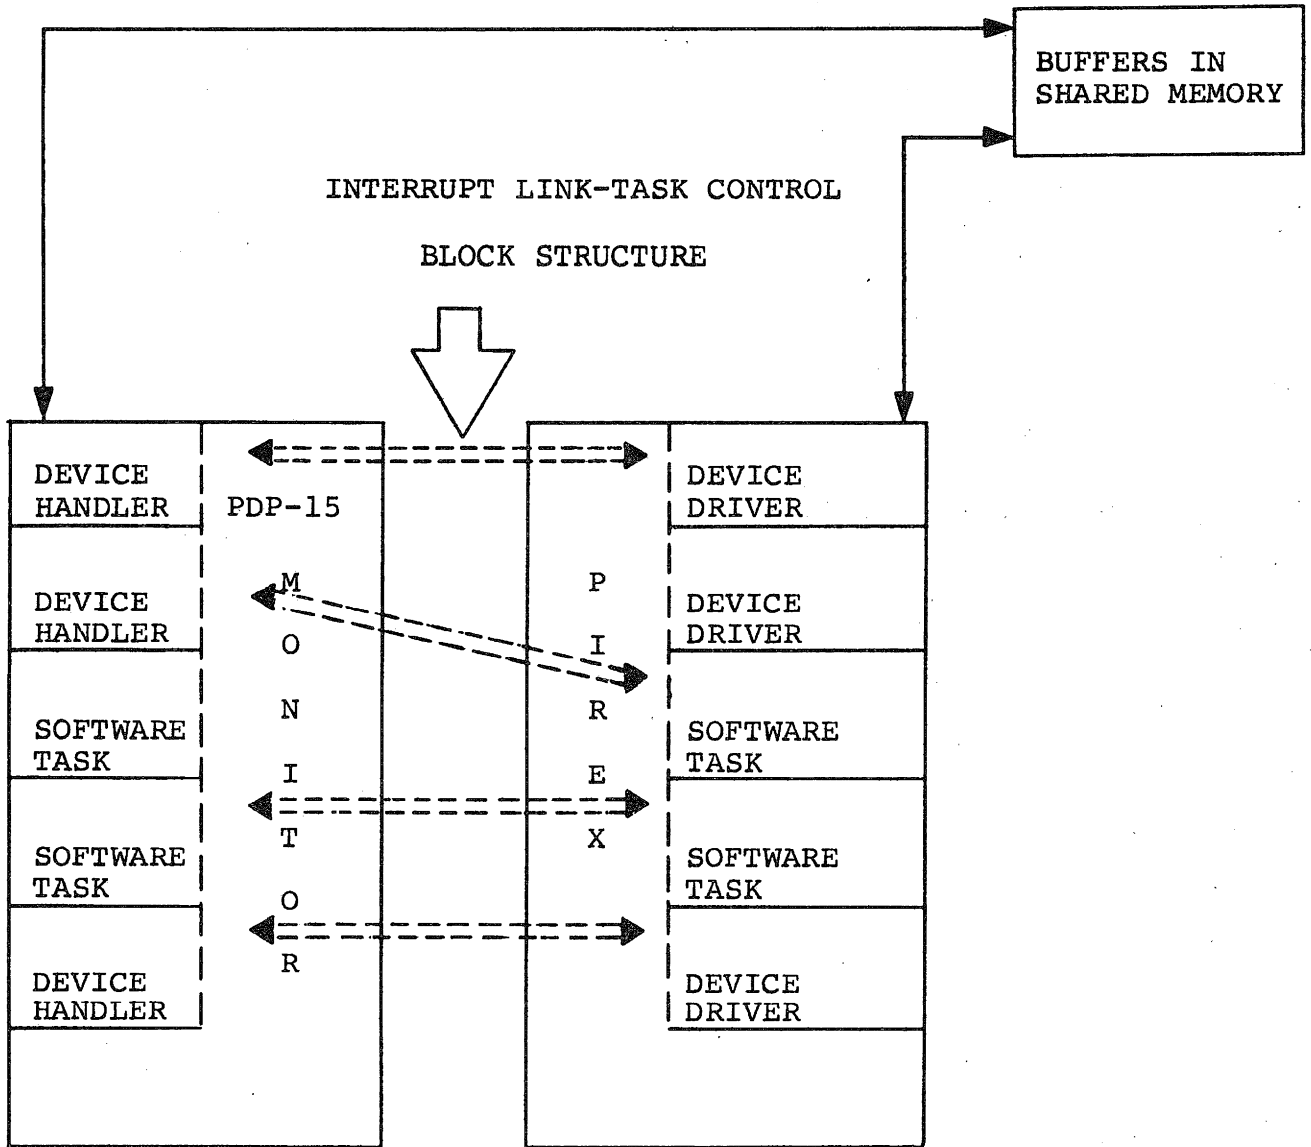 BUFFERS IN
SHARED MEMORY
INTERRUPT LINK-TASK CONTROL
BLOCK STRUCTURE
DEVICE
HANDLER
DEVICE
HANDLER
SOFTWARE
TASK
SOFTWARE
TASK
DEVICE
HANDLER
PDP-15
M
O
N
I
T
O
R
P
I
R
E
X
DEVICE
DRIVER
DEVICE
DRIVER
SOFTWARE
TASK
SOFTWARE
TASK
DEVICE
DRIVER